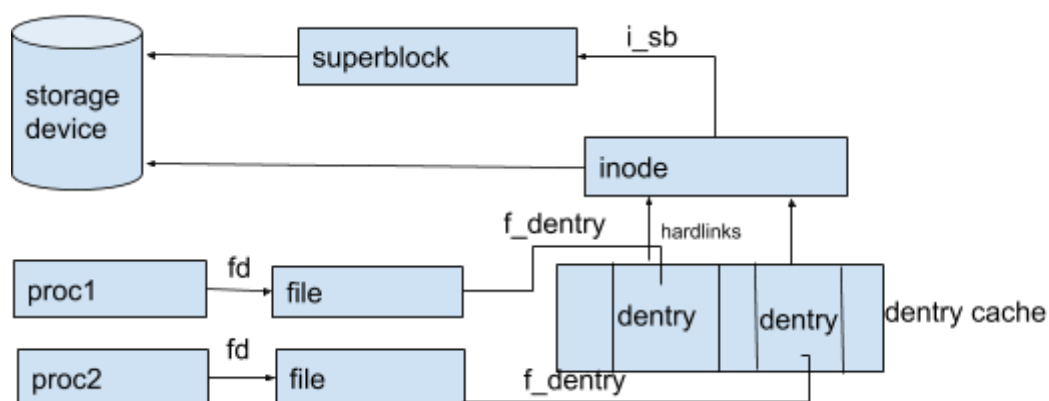 i_sb
superblock
storage
device
inode
f_dentry
hardlinks
fd
proc1
file
dentry
dentry
dentry cache
fd
proc2
file
f_dentry